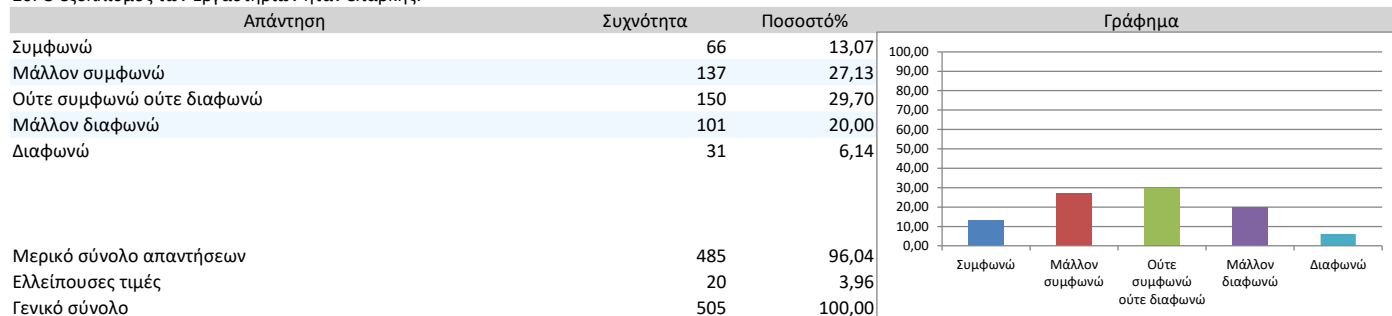 Απάντηση Συχνότητα Ποσοστό% Γράφημα
Συμφωνώ 66 13,07
Μάλλον συμφωνώ 137 27,13
Ούτε συμφωνώ ούτε διαφωνώ 150 29,70
Μάλλον διαφωνώ 101 20,00
Διαφωνώ 31 6,14
Μερικό σύνολο απαντήσεων 485 96,04
Ελλείπουσες τιμές 20 3,96
Γενικό σύνολο 505 100,00
100,00
90,00
80,00
70,00
60,00
50,00
40,00
30,00
20,00
10,00
0,00
Συμφωνώ Μάλλον Ούτε Μάλλον Διαφωνώ
συμφωνώ συμφωνώ διαφωνώ
ούτε διαφωνώ